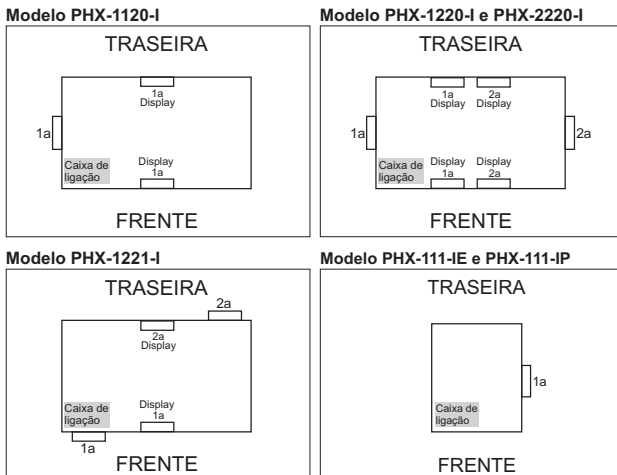 Modelo PHX-1120-I
TRASEIRA
1a
Display
1a
Caixa de
ligação
Display
1a
FRENTE
Modelo PHX-1220-I e PHX-2220-I
TRASEIRA
1a
Display
2a
Display
1a
2a
Caixa de
ligação
Display
1a
Display
2a
FRENTE
Modelo PHX-1221-I
TRASEIRA
2a
2a
Display
Caixa de
ligação
Display
1a
1a
FRENTE
Modelo PHX-111-IE e PHX-111-IP
TRASEIRA
1a
Caixa de
ligação
FRENTE